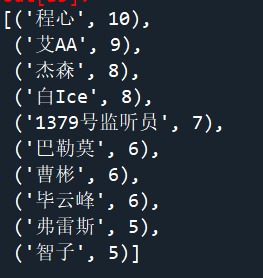 [('程心', 10),
('艾AA', 9),
('杰森', 8),
('白Ice', 8),
('1379号监听员', 7),
('巴勒莫', 6),
('曹彬', 6),
('毕云峰', 6),
('弗雷斯', 5),
('智子', 5)]